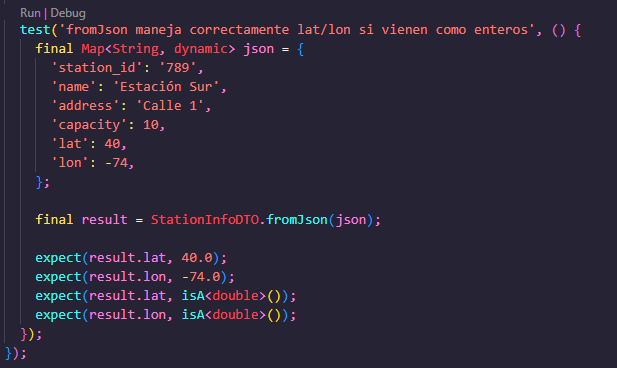 Run | Debug
test('fromJson maneja correctamente lat/lon si vienen como enteros', () {
final Map<String, dynamic> json = {
'station_id': '789',
'name': 'Estación Sur',
'address': 'Calle 1',
'capacity': 10,
'lat': 40,
'lon': -74,
};
final result = StationInfoDTO.fromJson(json);
expect(result.lat, 40.0);
expect(result.lon, -74.0);
expect(result.lat, isA<double>());
expect(result.lon, isA<double>());
});
});